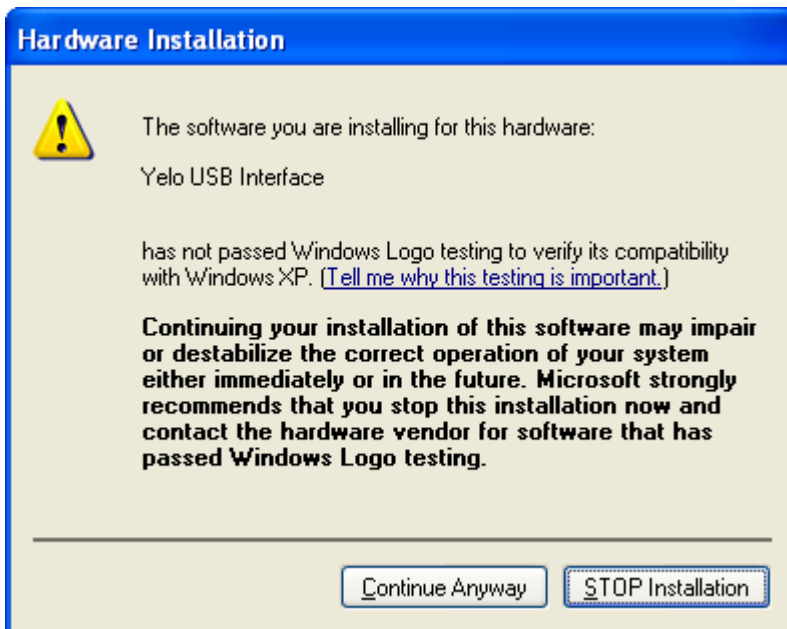 Hardware Installation
The software you are installing for this hardware:
Yelo USB Interface
has not passed Windows Logo testing to verify its compatibility
with Windows XP. (Tell me why this testing is important.)
Continuing your installation of this software may impair
or destabilize the correct operation of your system
either immediately or in the future. Microsoft strongly
recommends that you stop this installation now and
contact the hardware vendor for software that has
passed Windows Logo testing.
Continue Anyway
STOP Installation